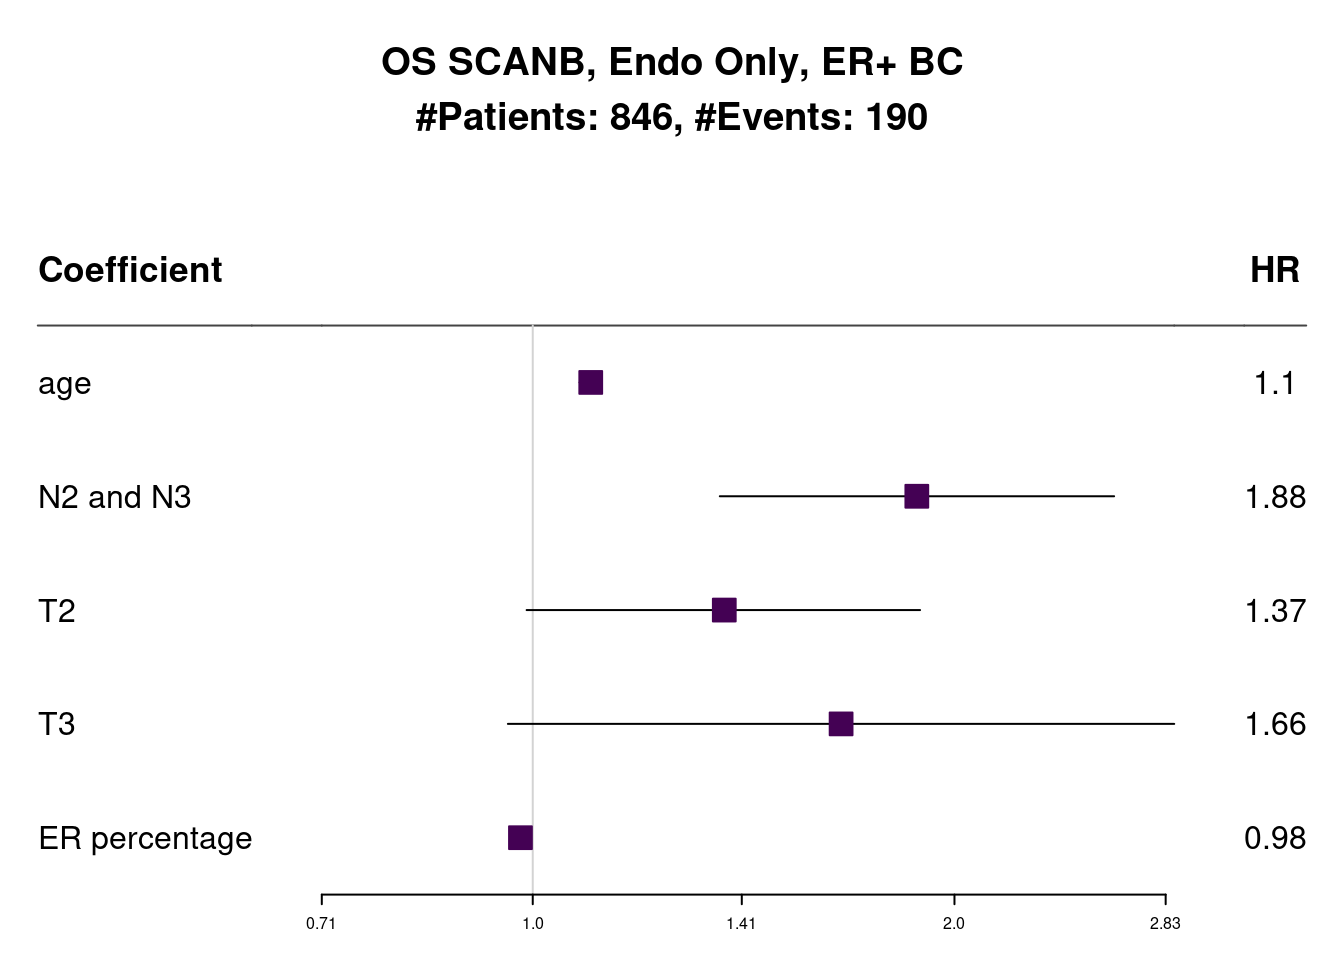 OS SCANB, Endo Only, ER+ BC
#Patients: 846, #Events: 190
Coefficient HR
age 1.1
N2 and N3 1.88
T2 1.37
T3 1.66
ER percentage 0.98
0.71 1.0 1.41 2.0 2.83